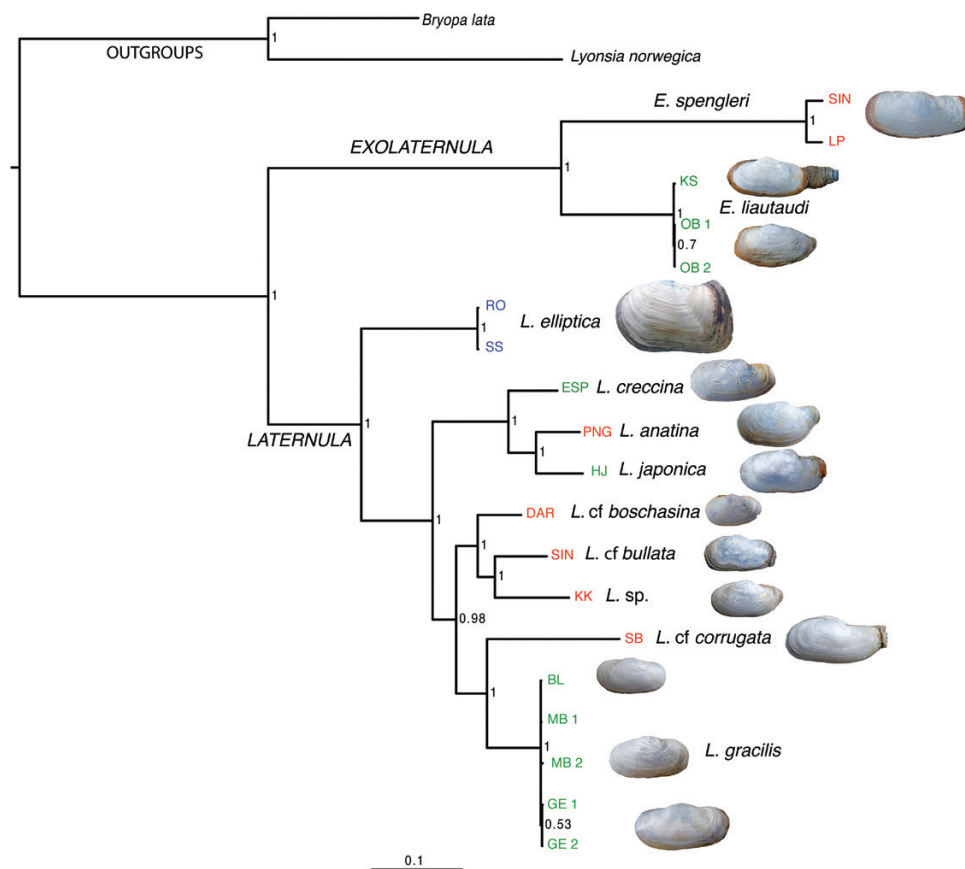 Bryopa lata
1
OUTGROUPS
Lyonsia norwegica
E. spengleri
SIN
1
LP
EXOLATERNULA
1
KS
1
E. liautaudi
OB 1
0.7
OB 2
1
RO
1
L. elliptica
SS
ESP L. creccina
1
LATERNULA
1
PNG L. anatina
1
HJ L. japonica
DAR L. cf boschasina
1
1
SIN L. cf bullata
1
KK L. sp.
0.98
SB L. cf corrugata
BL
1
MB 1
1
L. gracilis
MB 2
GE 1
0.53
GE 2
0.1